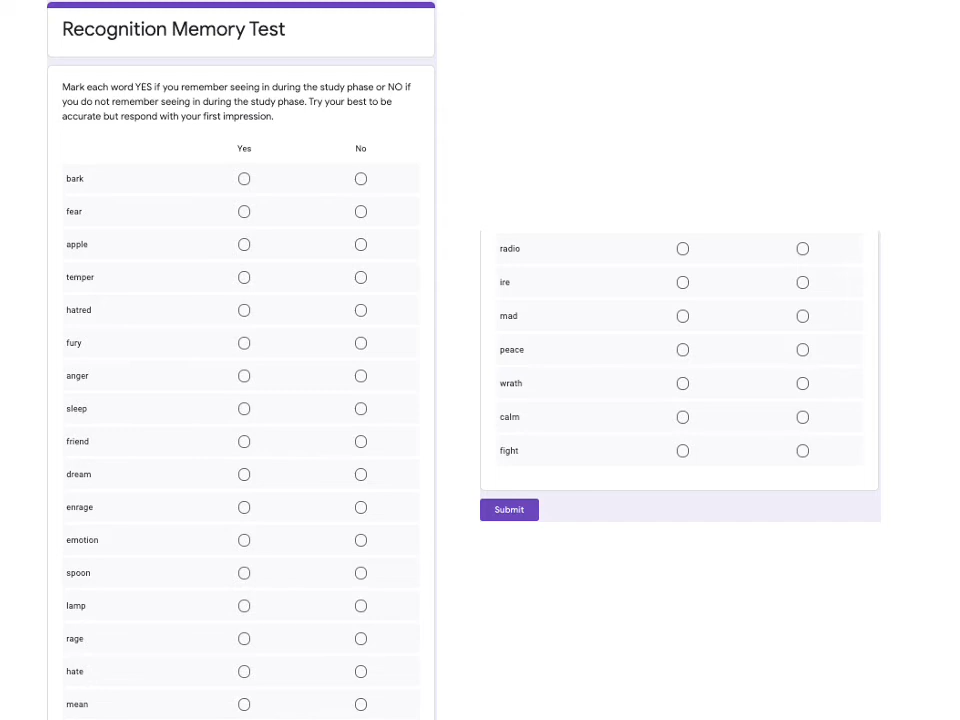 Recognition Memory Test
Mark each word YES if you remember seeing in during the study phase or NO if
you do not remember seeing in during the study phase. Try your best to be
accurate but respond with your first impression.
Yes No
bark
fear
apple
temper
hatred
fury
anger
sleep
friend
dream
enrage
emotion
spoon
lamp
rage
hate
mean
radio
ire
mad
peace
wrath
calm
fight
Submit